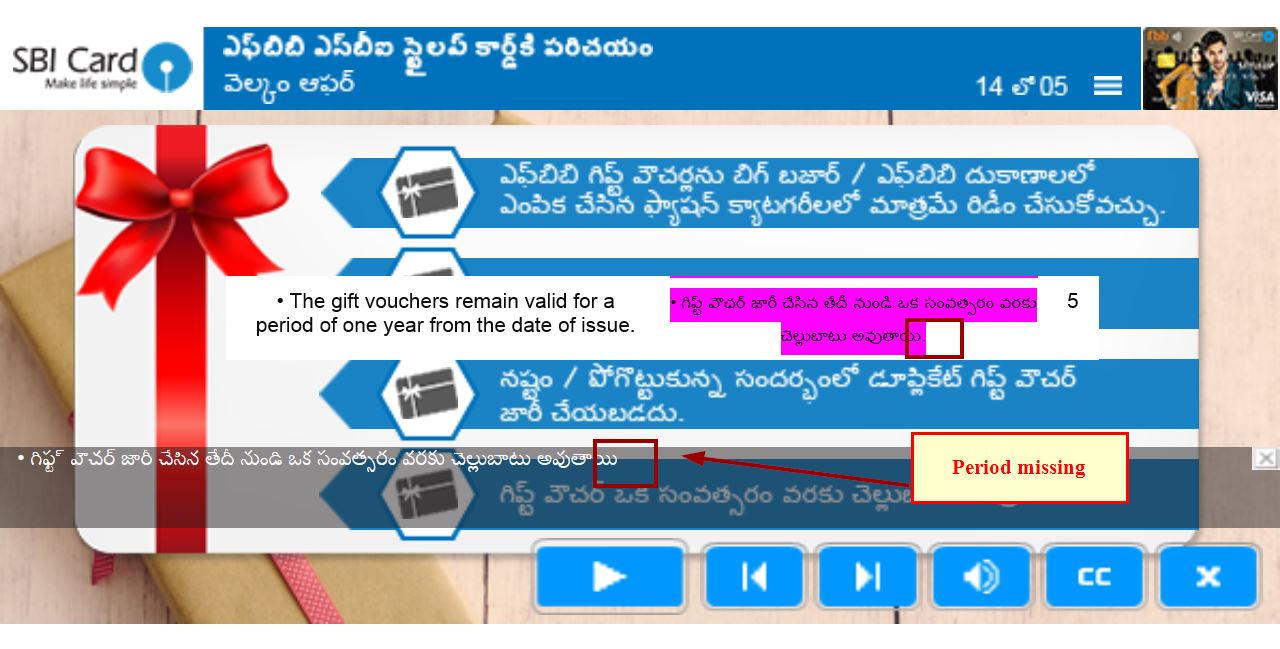 SBI Card
Make life simple
ఎఫ్‌బిబి ఎస్‌బీఐ స్టైలప్ కార్డ్‌కి పరిచయం
వెల్కం ఆఫర్
14 లో 05
fbb
SBI Card
VISA
ఎఫ్‌బిబి గిఫ్ట్ వౌచర్లను బిగ్ బజార్ / ఎఫ్‌బిబి దుకాణాలలో
ఎంపిక చేసిన ఫ్యాషన్ క్యాటగరీలలో మాత్రమే రిడీం చేసుకోవచ్చు.
• The gift vouchers remain valid for a
period of one year from the date of issue.
• గిఫ్ట్ వౌచర్ జారీ చేసిన తేదీ నుండి ఒక సంవత్సరం వరకు
చెల్లుబాటు అవుతాయి.
5
నష్టం / పోగొట్టుకున్న సందర్భంలో డూప్లికేట్ గిఫ్ట్ వౌచర్
జారీ చేయబడదు.
• గిఫ్ట్ వౌచర్ జారీ చేసిన తేదీ నుండి ఒక సంవత్సరం వరకు చెల్లుబాటు అవుతాయి
Period missing
గిఫ్ట్ వౌచర్ ఒక సంవత్సరం వరకు
CC